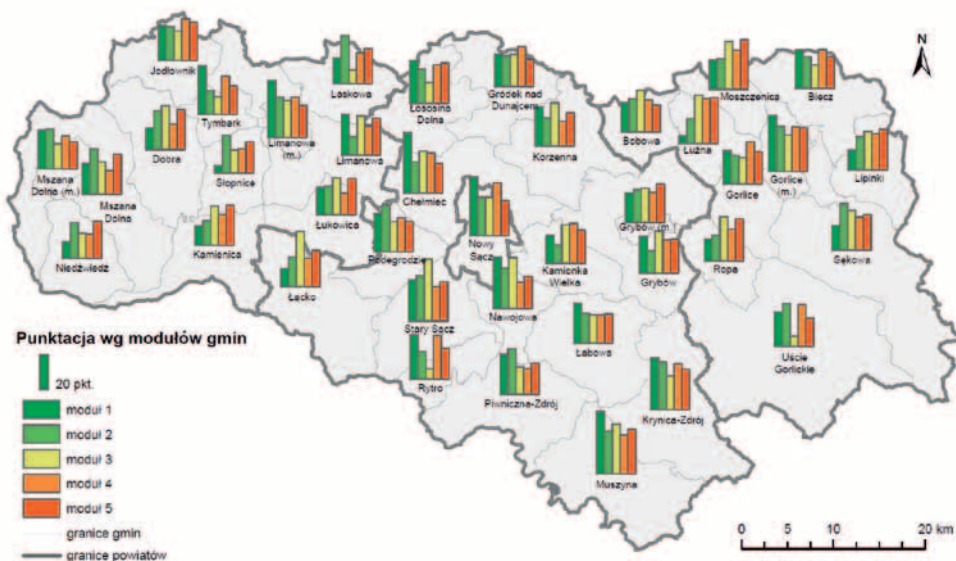 N
Jodłownik
Laskowa
Łososina
Dolna
Gródek nad
Dunajcem
Moszczenica
Biecz
Tymbark
Limanowa
(m.)
Limanowa
Korzenna
Bobowa
Łużna
Dobra
Słopnice
Mszana
Dolna (m.)
Mszana
Dolna
Chełmiec
Gorlice
Gorlice
(m.)
Lipinki
Łukowica
Podegrodzie
Nowy
Sącz
Grybów (m.)
Kamionka
Wielka
Grybów
Ropa
Sękowa
Niedźwiedź
Kamienica
Łącko
Stary Sącz
Nawojowa
Łabowa
Uście
Gorlickie
Rytro
Piwniczna-Zdrój
Krynica-Zdrój
Muszyna
Punktacja wg modułów gmin
20 pkt.
moduł 1
moduł 2
moduł 3
moduł 4
moduł 5
granice gmin
granice powiatów
0 5 10 20 km